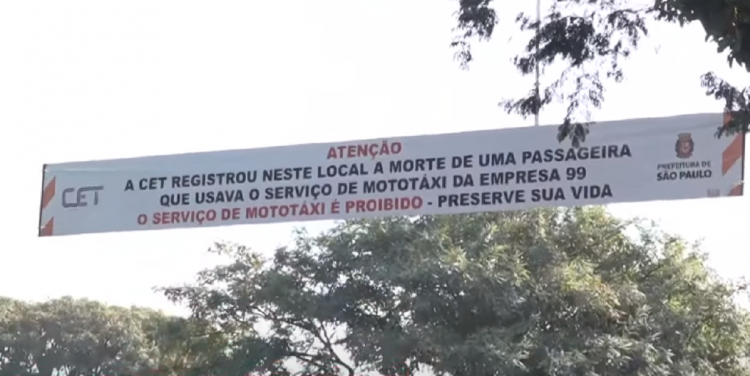 ATENÇÃO
A CET REGISTROU NESTE LOCAL A MORTE DE UMA PASSAGEIRA
QUE USAVA O SERVIÇO DE MOTOTÁXI DA EMPRESA 99
O SERVIÇO DE MOTOTÁXI É PROIBIDO - PRESERVE SUA VIDA
CET
PREFEITURA DE
SÃO PAULO